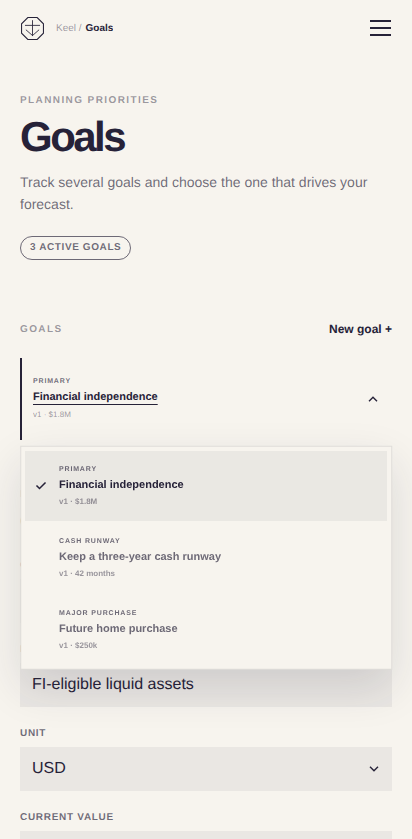 Keel / Goals
PLANNING PRIORITIES
Goals
Track several goals and choose the one that drives your
forecast.
3 ACTIVE GOALS
GOALS
New goal +
PRIMARY
Financial independence
v1 · $1.8M
PRIMARY
Financial independence
v1 · $1.8M
CASH RUNWAY
Keep a three-year cash runway
v1 · 42 months
MAJOR PURCHASE
Future home purchase
v1 · $250k
FI-eligible liquid assets
UNIT
USD
CURRENT VALUE